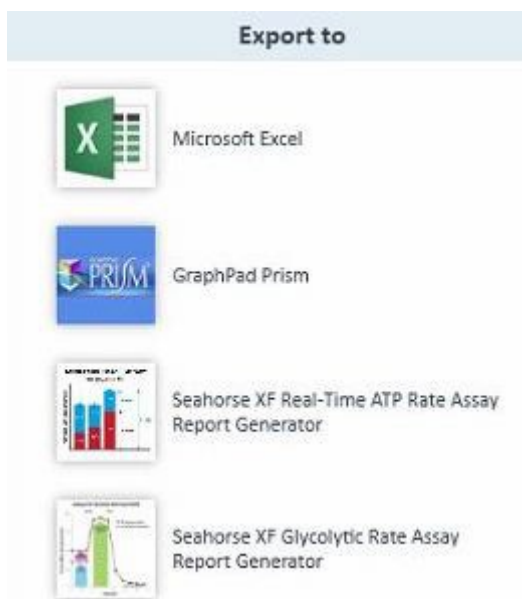 Export to
X
Microsoft Excel
PRISM
GraphPad Prism
Seahorse XF Real-Time ATP Rate Assay
Report Generator
Seahorse XF Glycolytic Rate Assay
Report Generator